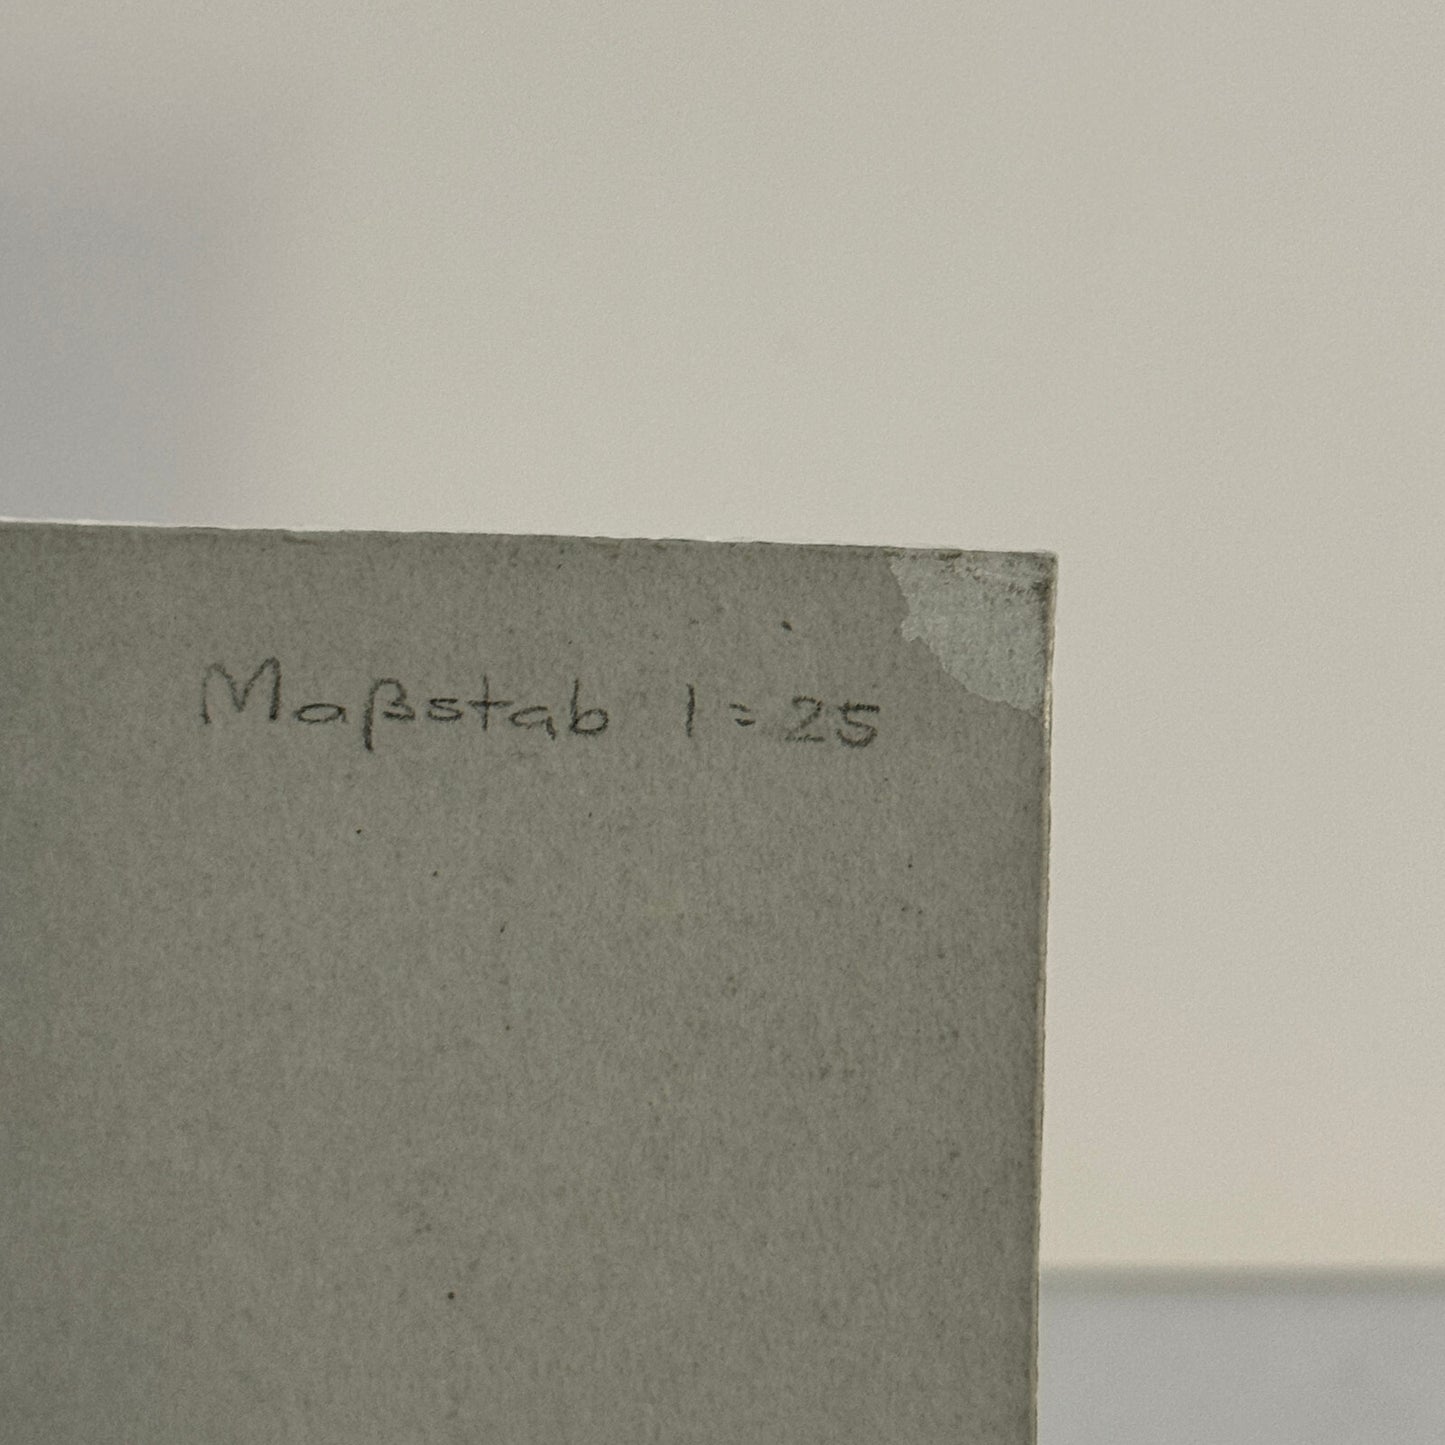 Maßstab 1 = 25